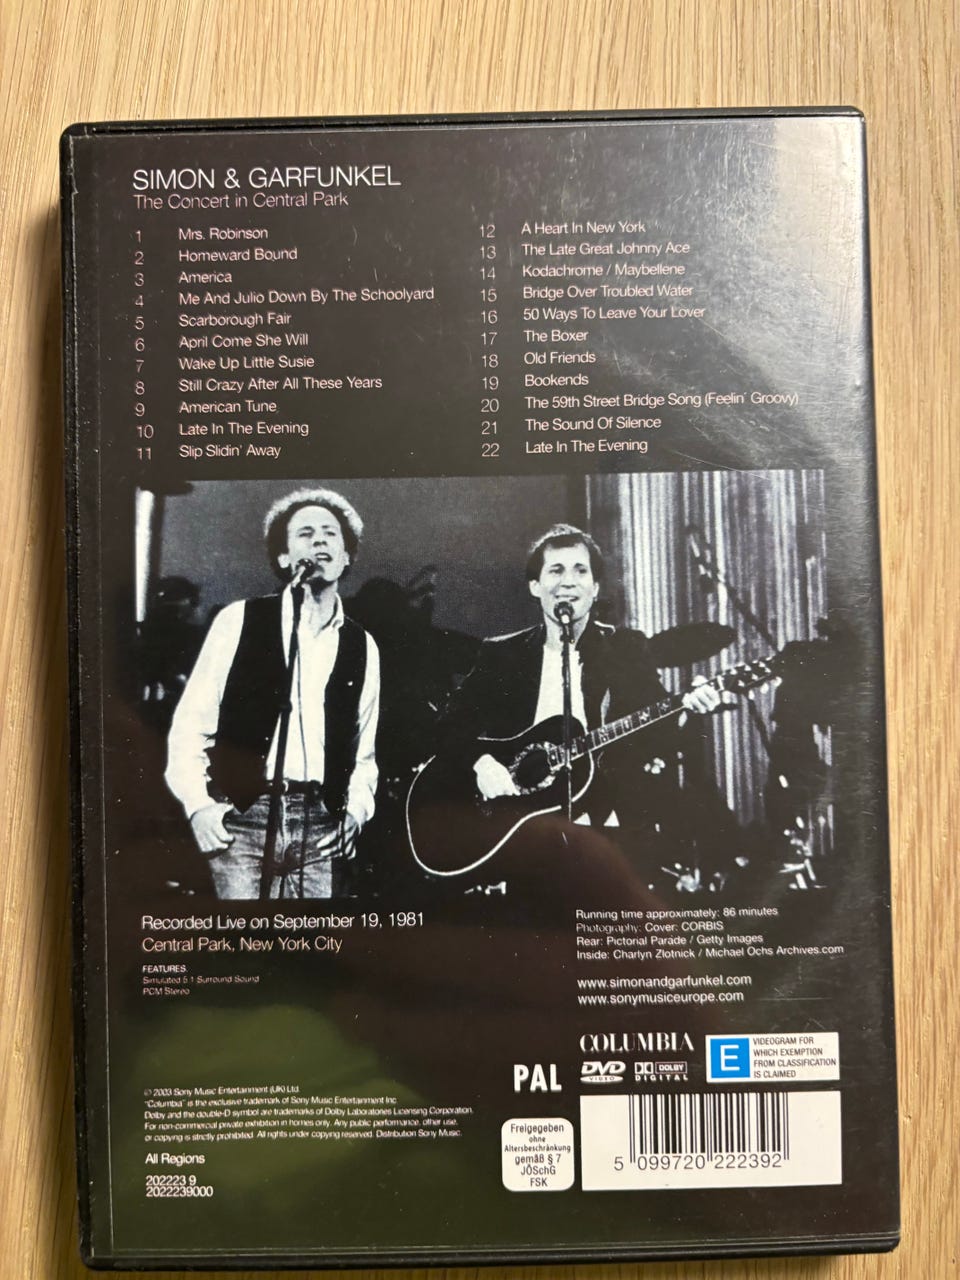 SIMON & GARFUNKEL
The Concert in Central Park
1 Mrs. Robinson
2 Homeward Bound
3 America
4 Me And Julio Down By The Schoolyard
5 Scarborough Fair
6 April Come She Will
7 Wake Up Little Susie
8 Still Crazy After All These Years
9 American Tune
10 Late In The Evening
11 Slip Slidin' Away
12 A Heart In New York
13 The Late Great Johnny Ace
14 Kodachrome / Maybellene
15 Bridge Over Troubled Water
16 50 Ways To Leave Your Lover
17 The Boxer
18 Old Friends
19 Bookends
20 The 59th Street Bridge Song (Feelin' Groovy)
21 The Sound Of Silence
22 Late In The Evening
Recorded Live on September 19, 1981
Central Park, New York City
FEATURES.
Simulated 5.1 Surround Sound
PCM Stereo
Running time approximately: 86 minutes
Photography: Cover: CORBIS
Rear: Pictorial Parade / Getty Images
Inside: Charlyn Zlotnick / Michael Ochs Archives.com
www.simonandgarfunkel.com
www.sonymusiceurope.com
COLUMBIA
PAL
DVD
VIDEO
DOLBY
DIGITAL
E
VIDEOGRAM FOR
WHICH EXEMPTION
FROM CLASSIFICATION
IS CLAIMED
© 2003 Sony Music Entertainment (UK) Ltd.
"Columbia" is the exclusive trademark of Sony Music Entertainment Inc
Dolby and the double-D symbol are trademarks of Dolby Laboratories Licensing Corporation.
For non-commercial private exhibition in homes only. Any public performance, other use,
or copying is strictly prohibited. All rights under copyring reserved. Distribution Sony Music.
All Regions
202223 9
2022239000
Freigegeben
ohne
Altersbeschränkung
gemäß § 7
JÖSchG
FSK
5 099720 222392